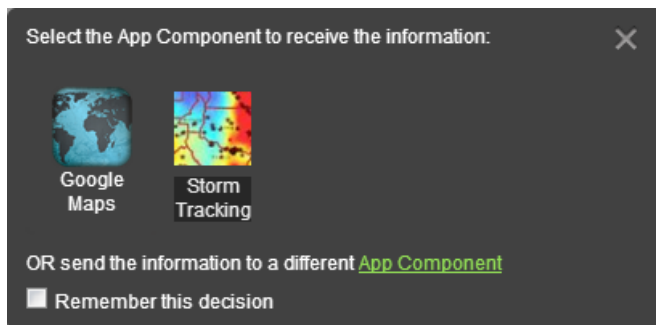 Select the App Component to receive the information:
Google
Maps
Storm
Tracking
OR send the information to a different App Component
Remember this decision